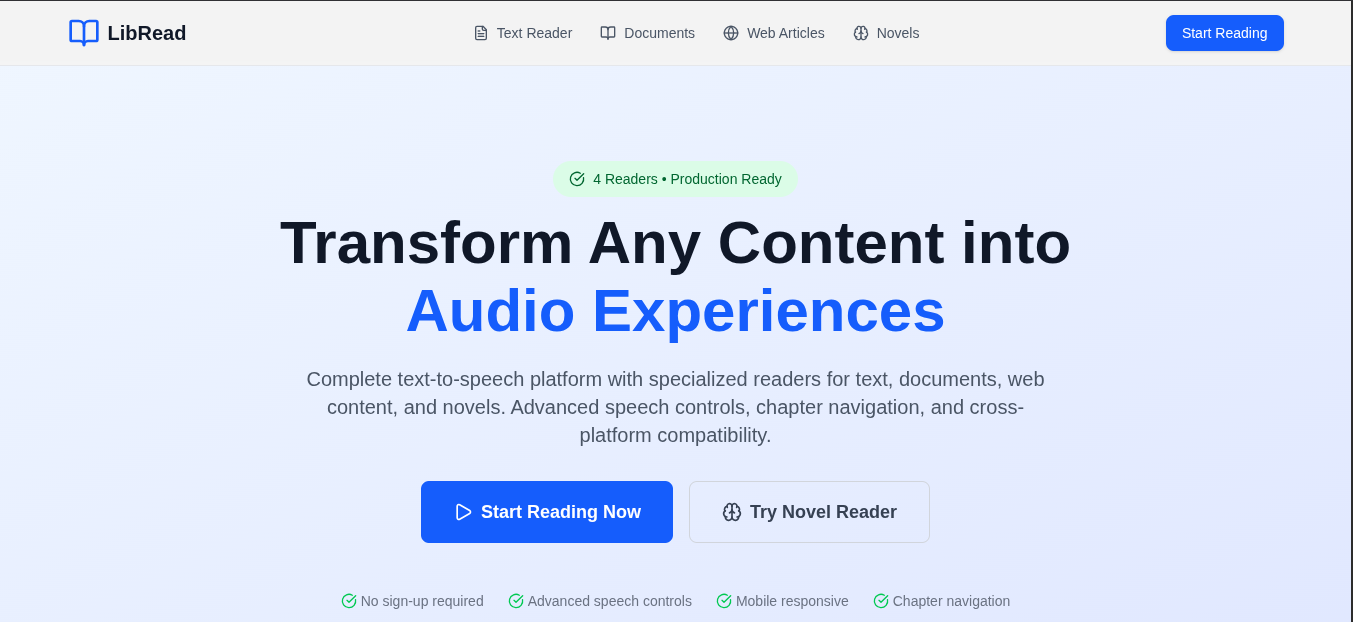 LibRead
Text Reader
Documents
Web Articles
Novels
Start Reading
4 Readers • Production Ready
Transform Any Content into
Audio Experiences
Complete text-to-speech platform with specialized readers for text, documents, web
content, and novels. Advanced speech controls, chapter navigation, and cross-
platform compatibility.
Start Reading Now
Try Novel Reader
No sign-up required
Advanced speech controls
Mobile responsive
Chapter navigation